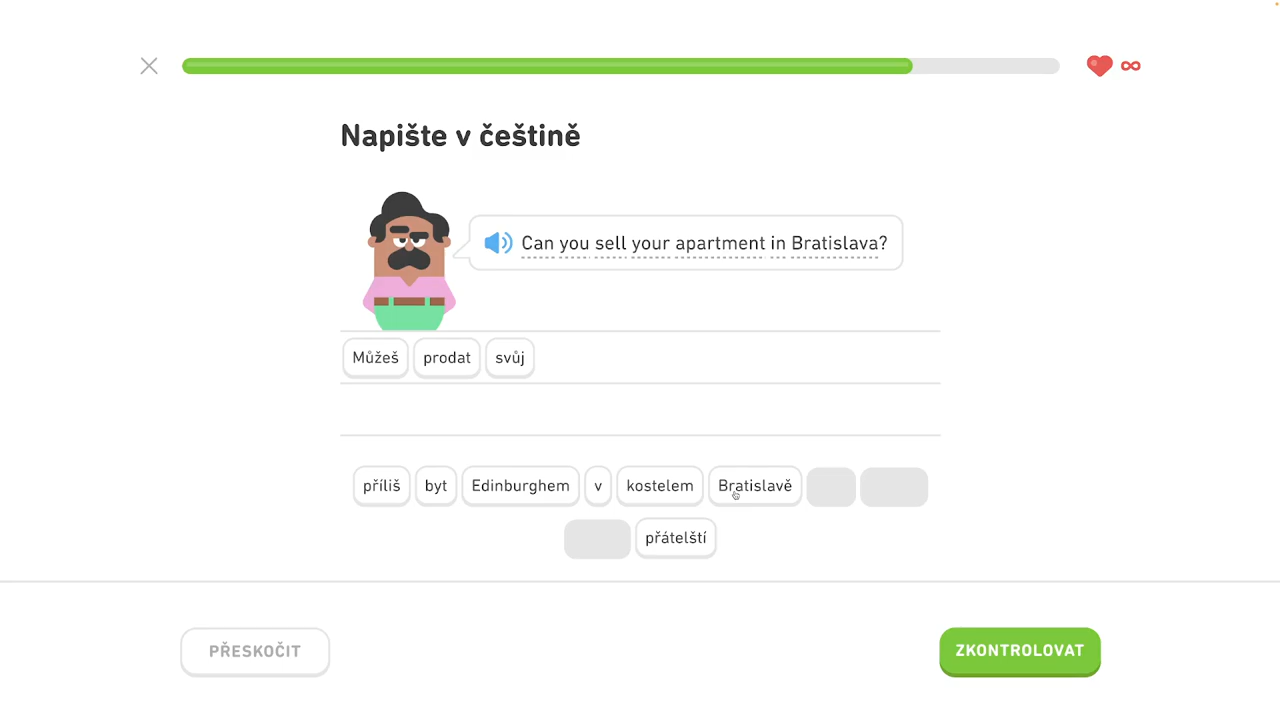 Napište v češtině
Can you sell your apartment in Bratislava?
Můžeš prodat svůj
příliš byt Edinburghem v kostelem Bratislavě
přátelští
PŘESKOČIT ZKONTROLOVAT